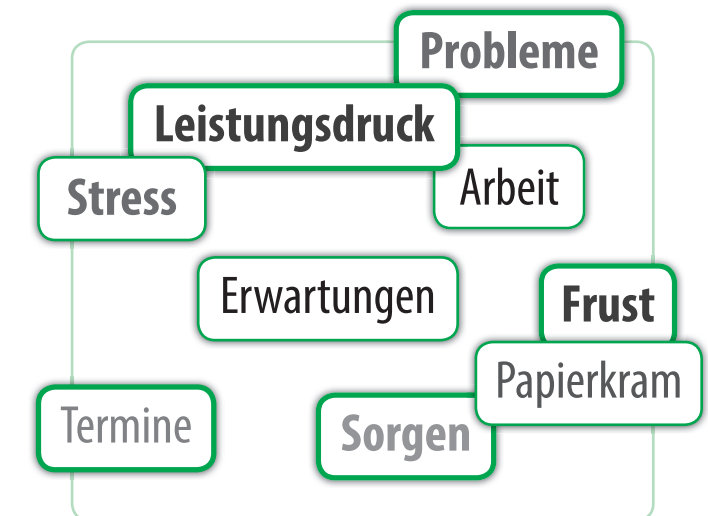 Probleme
Leistungsdruck
Stress
Arbeit
Erwartungen
Frust
Papierkram
Termine
Sorgen